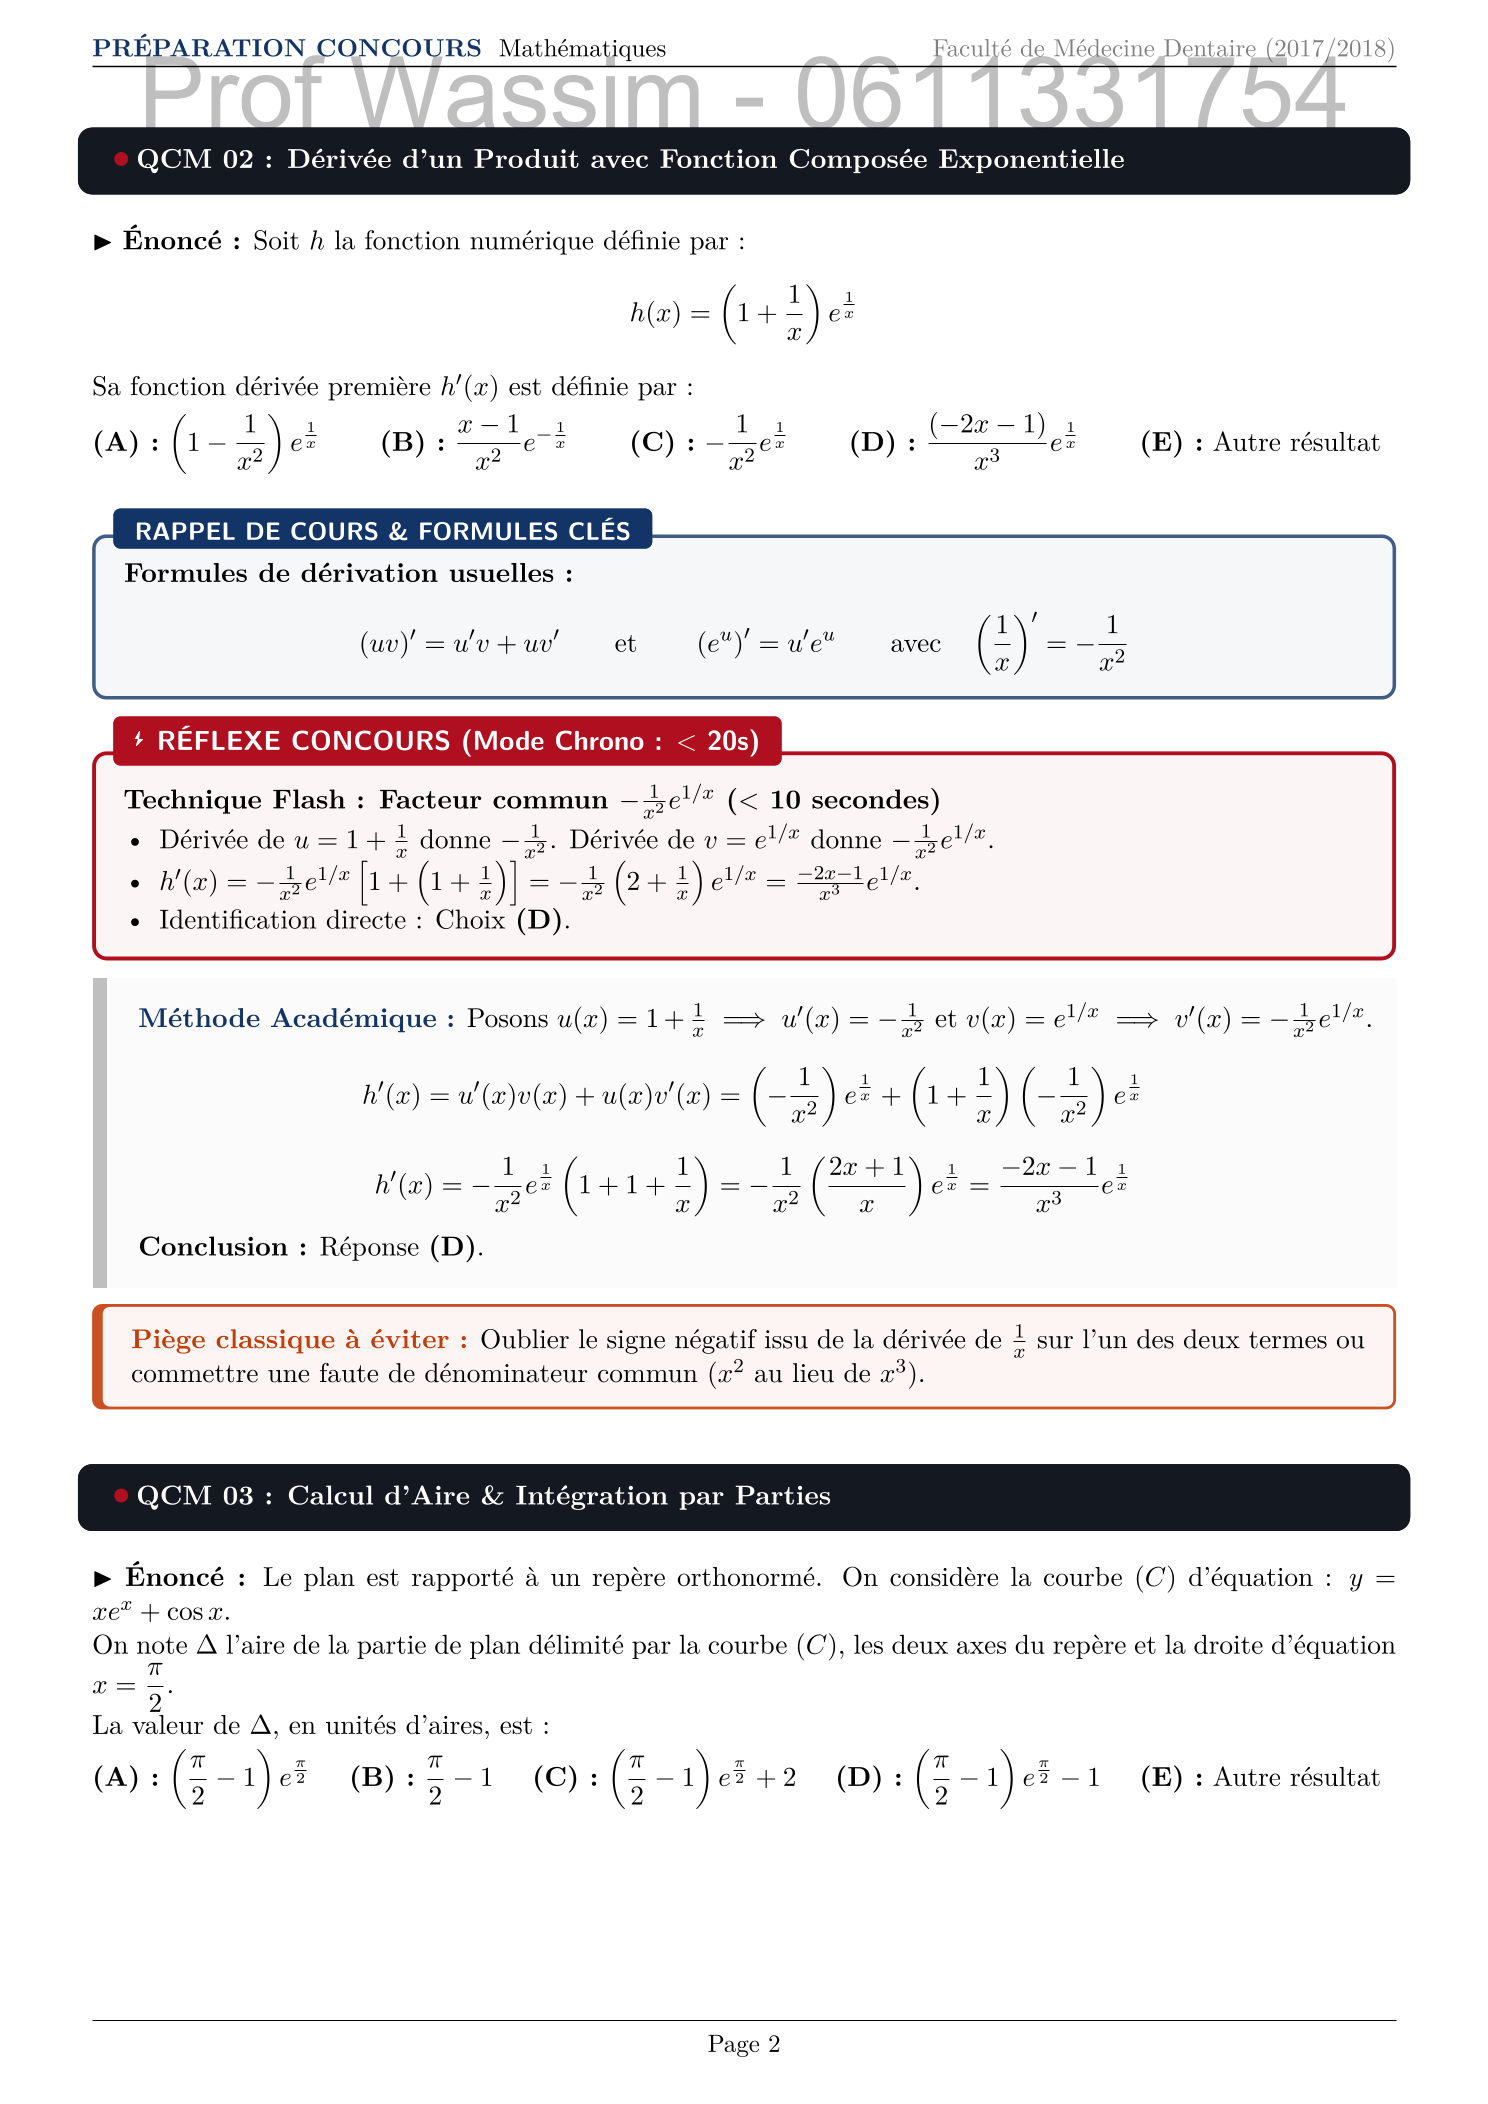 PRÉPARATION CONCOURS Mathématiques Faculté de Médecine Dentaire (2017/2018)
Prof Wassim - 0611331754
QCM 02 : Dérivée d'un Produit avec Fonction Composée Exponentielle
▶ Énoncé : Soit h la fonction numérique définie par :
h(x) = (1 + 1/x) e^{1/x}
Sa fonction dérivée première h′(x) est définie par :
(A) : (1 − 1/x²) e^{1/x} (B) : (x − 1)/x² e^{−1/x} (C) : −1/x² e^{1/x} (D) : (−2x − 1)/x³ e^{1/x} (E) : Autre résultat
RAPPEL DE COURS & FORMULES CLÉS
Formules de dérivation usuelles :
(uv)′ = u′v + uv′ et (e^u)′ = u′e^u avec (1/x)′ = −1/x²
RÉFLEXE CONCOURS (Mode Chrono : < 20s)
Technique Flash : Facteur commun −1/x² e^{1/x} (< 10 secondes)
• Dérivée de u = 1 + 1/x donne −1/x². Dérivée de v = e^{1/x} donne −1/x² e^{1/x}.
• h′(x) = −1/x² e^{1/x} [1 + (1 + 1/x)] = −1/x² (2 + 1/x) e^{1/x} = (−2x−1)/x³ e^{1/x}.
• Identification directe : Choix (D).
Méthode Académique : Posons u(x) = 1 + 1/x ⟹ u′(x) = −1/x² et v(x) = e^{1/x} ⟹ v′(x) = −1/x² e^{1/x}.
h′(x) = u′(x)v(x) + u(x)v′(x) = (−1/x²) e^{1/x} + (1 + 1/x) (−1/x²) e^{1/x}
h′(x) = −1/x² e^{1/x} (1 + 1 + 1/x) = −1/x² ((2x + 1)/x) e^{1/x} = (−2x − 1)/x³ e^{1/x}
Conclusion : Réponse (D).
Piège classique à éviter : Oublier le signe négatif issu de la dérivée de 1/x sur l'un des deux termes ou
commettre une faute de dénominateur commun (x² au lieu de x³).
QCM 03 : Calcul d'Aire & Intégration par Parties
▶ Énoncé : Le plan est rapporté à un repère orthonormé. On considère la courbe (C) d'équation : y =
xe^x + cos x.
On note Δ l'aire de la partie de plan délimité par la courbe (C), les deux axes du repère et la droite d'équation
x = π/2.
La valeur de Δ, en unités d'aires, est :
(A) : (π/2 − 1) e^{π/2} (B) : π/2 − 1 (C) : (π/2 − 1) e^{π/2} + 2 (D) : (π/2 − 1) e^{π/2} − 1 (E) : Autre résultat
Page 2